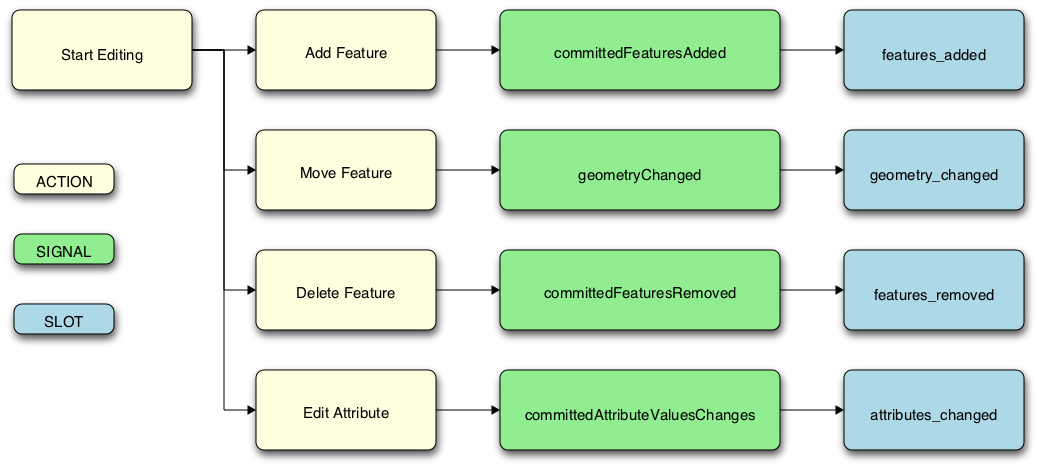 Start Editing
Add Feature
committedFeaturesAdded
features_added
Move Feature
geometryChanged
geometry_changed
ACTION
SIGNAL
Delete Feature
committedFeaturesRemoved
features_removed
SLOT
Edit Attribute
committedAttributeValuesChanges
attributes_changed